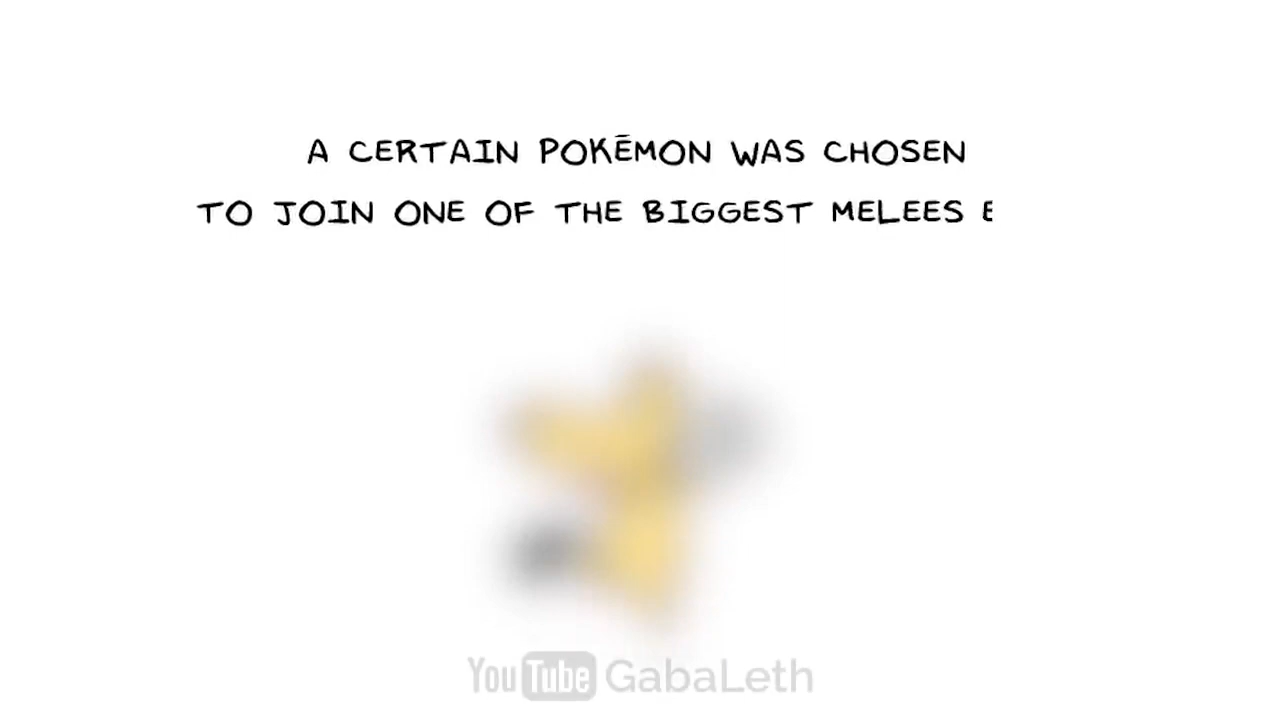 A CERTAIN POKĒMON WAS CHOSEN
TO JOIN ONE OF THE BIGGEST MELEES E
YouTube GabaLeth